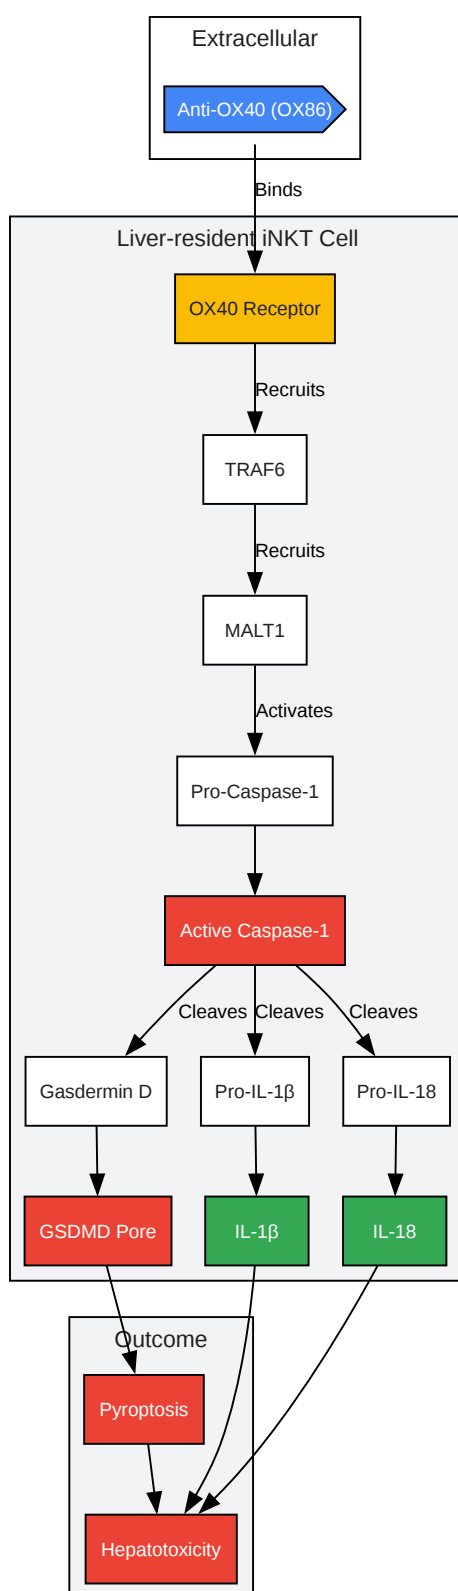 Extracellular
Anti-OX40 (OX86)
Binds
Liver-resident iNKT Cell
OX40 Receptor
Recruits
TRAF6
Recruits
MALT1
Activates
Pro-Caspase-1
Active Caspase-1
Cleaves
Cleaves
Cleaves
Gasdermin D
Pro-IL-1β
Pro-IL-18
GSDMD Pore
IL-1β
IL-18
Outcome
Pyroptosis
Hepatotoxicity